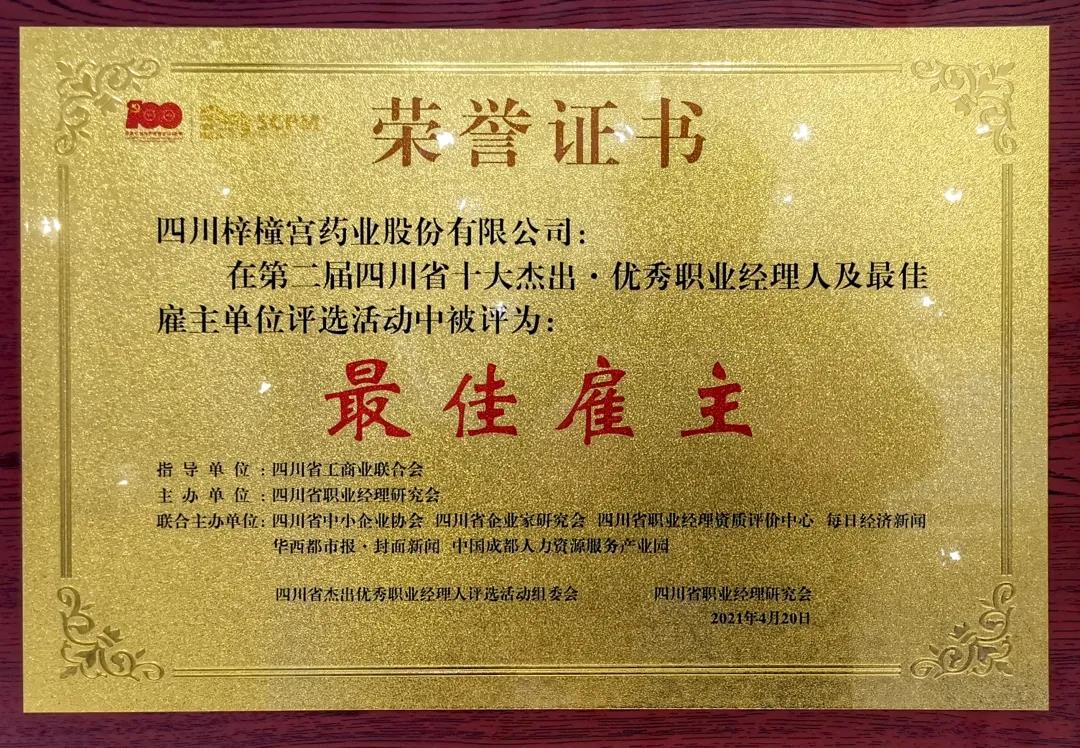 100
SCPM
荣誉证书
四川梓橦宫药业股份有限公司：
在第二届四川省十大杰出·优秀职业经理人及最佳
雇主单位评选活动中被评为：
最佳雇主
指导单位：四川省工商业联合会
主办单位：四川省职业经理研究会
联合主办单位：四川省中小企业协会 四川省企业家研究会 四川省职业经理资质评价中心 每日经济新闻
华西都市报·封面新闻 中国成都人力资源服务产业园
四川省杰出优秀职业经理人评选活动组委会 四川省职业经理研究会
2021年4月20日